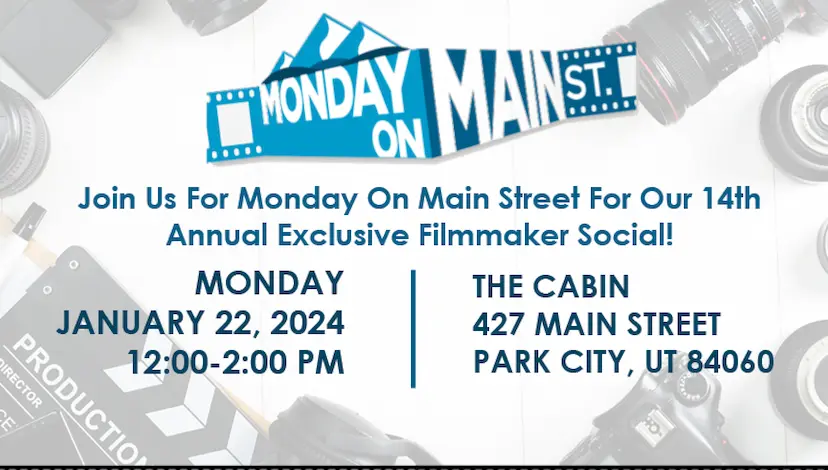 MONDAY
ON
MAIN ST.
Join Us For Monday On Main Street For Our 14th
Annual Exclusive Filmmaker Social!
MONDAY
JANUARY 22, 2024
12:00-2:00 PM
THE CABIN
427 MAIN STREET
PARK CITY, UT 84060
PRODUCTION
DIRECTOR